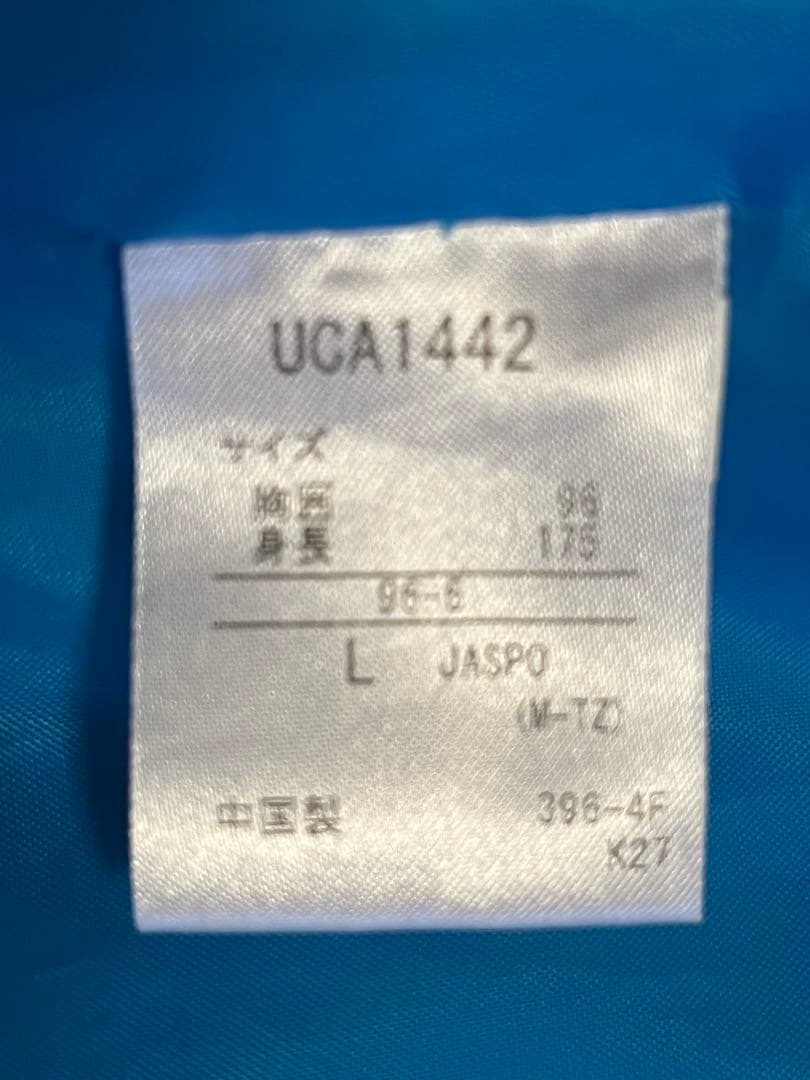 UCA1442
サイズ
胸囲 96
身長 175
96-6
L JASPO
(M-TZ)
中国製 396-4F
K27